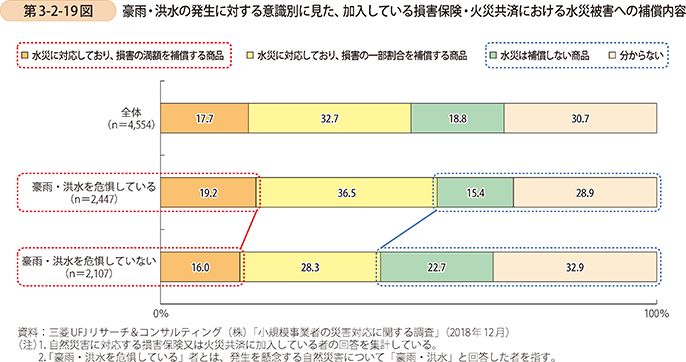 第3-2-19図
豪雨・洪水の発生に対する意識別に見た、加入している損害保険・火災共済における水災被害への補償内容
水災に対応しており、損害の満額を補償する商品
水災に対応しており、損害の一部割合を補償する商品
水災は補償しない商品
分からない
全体
(n=4,554)
17.7
32.7
18.8
30.7
豪雨・洪水を危惧している
(n=2,447)
19.2
36.5
15.4
28.9
豪雨・洪水を危惧していない
(n=2,107)
16.0
28.3
22.7
32.9
0%
100%
資料:三菱UFJリサーチ&コンサルティング(株)「小規模事業者の災害対応に関する調査」(2018年12月)
(注)1. 自然災害に対応する損害保険又は火災共済に加入している者の回答を集計している。
2.「豪雨・洪水を危惧している」者とは、発生を懸念する自然災害について「豪雨・洪水」と回答した者を指す。